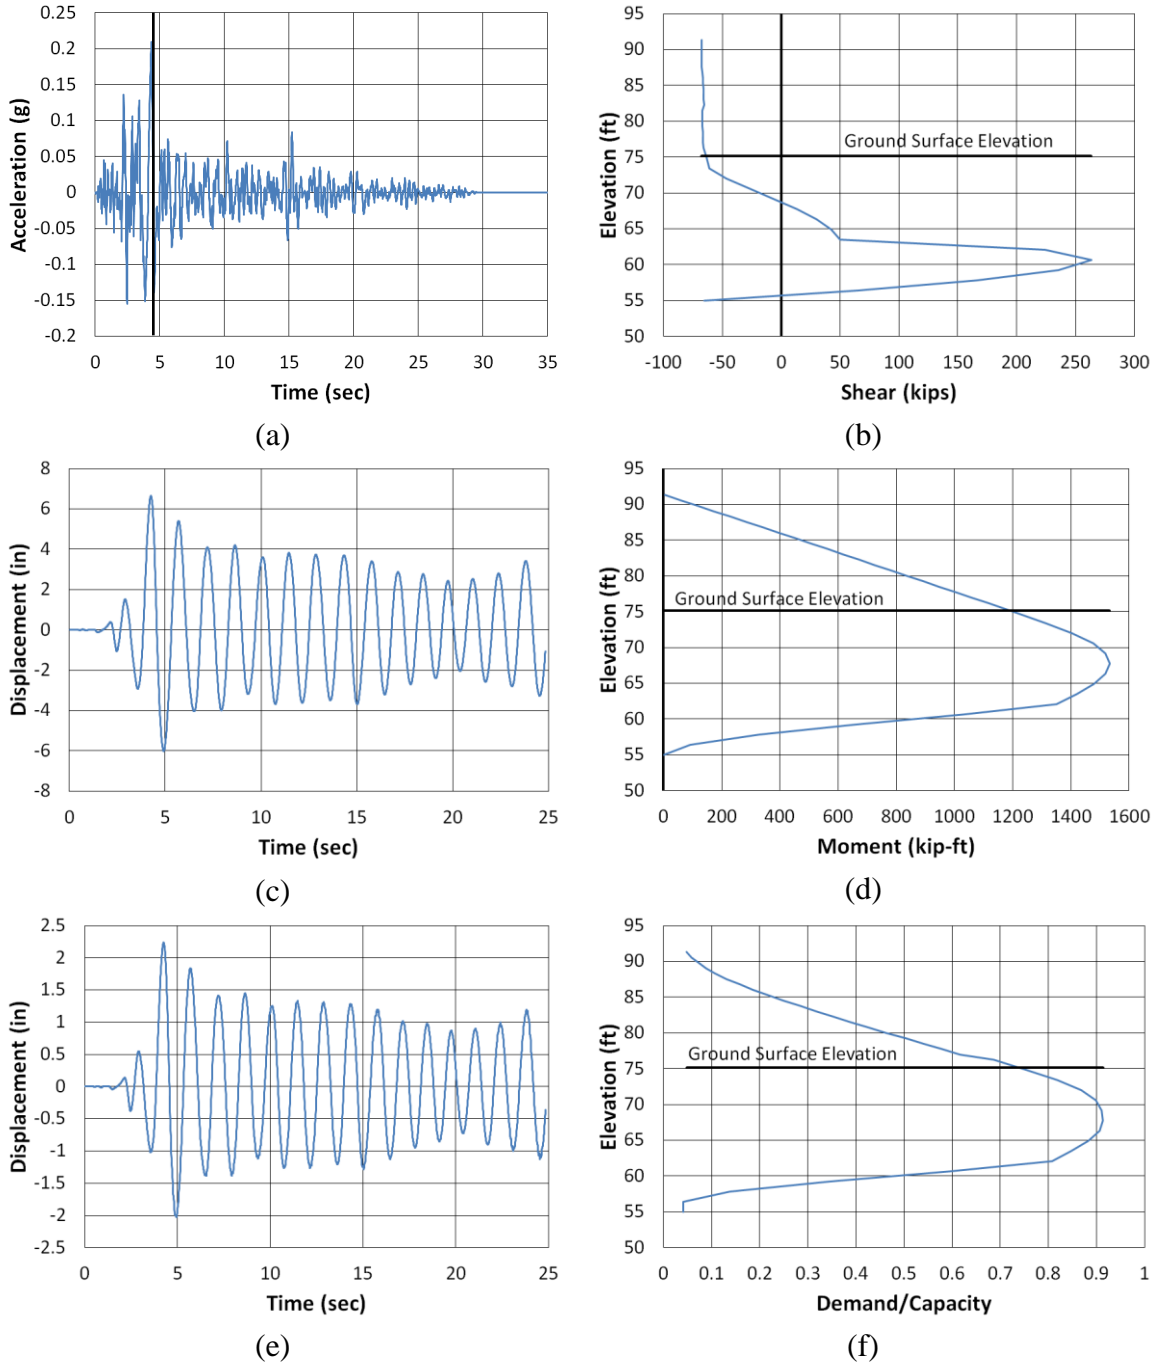 0.25
0.2
0.15
0.1
0.05
0
-0.05
-0.1
-0.15
-0.2
Acceleration (g)
0 5 10 15 20 25 30 35
Time (sec)
(a)
95
90
85
80
75
70
65
60
55
50
Elevation (ft)
Ground Surface Elevation
-100 -50 0 50 100 150 200 250 300
Shear (kips)
(b)
8
6
4
2
0
-2
-4
-6
-8
Displacement (in)
0 5 10 15 20 25
Time (sec)
(c)
95
90
85
80
75
70
65
60
55
50
Elevation (ft)
Ground Surface Elevation
0 200 400 600 800 1000 1200 1400 1600
Moment (kip-ft)
(d)
2.5
2
1.5
1
0.5
0
-0.5
-1
-1.5
-2
-2.5
Displacement (in)
0 5 10 15 20 25
Time (sec)
(e)
95
90
85
80
75
70
65
60
55
50
Elevation (ft)
Ground Surface Elevation
0 0.1 0.2 0.3 0.4 0.5 0.6 0.7 0.8 0.9 1
Demand/Capacity
(f)